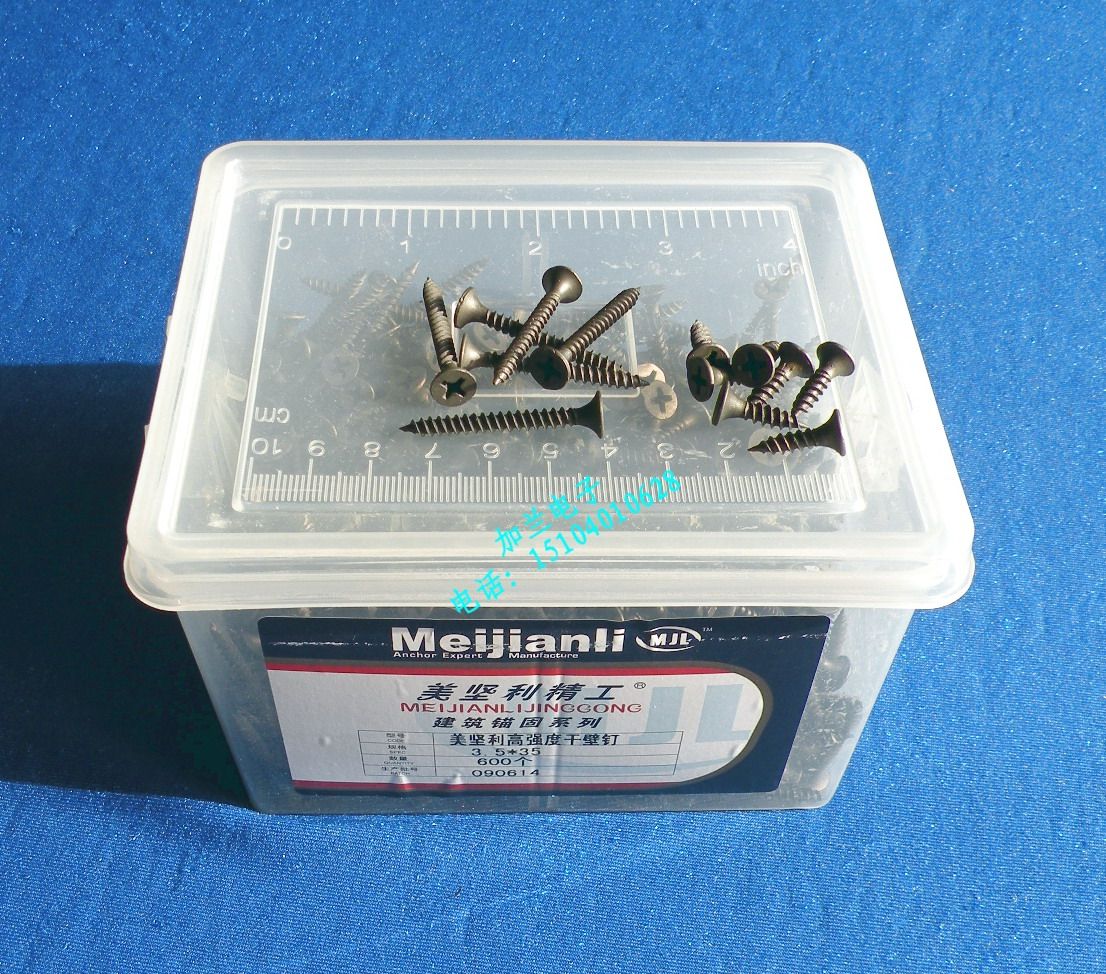 0 1 2 3 4
inch
cm
10 9 8 7 6 5 4 3 2
加兰电子
电话：15104010628
Meijianli MJL™
Anchor Expert Manufacture
美坚利精工®
MEIJIANLIJINGGONG
建筑锚固系列
型号 美坚利高强度干壁钉
CODE
规格 3.5*35
SPEC
数量 600个
QUANTITY
生产批号 090614
BATCH
JL